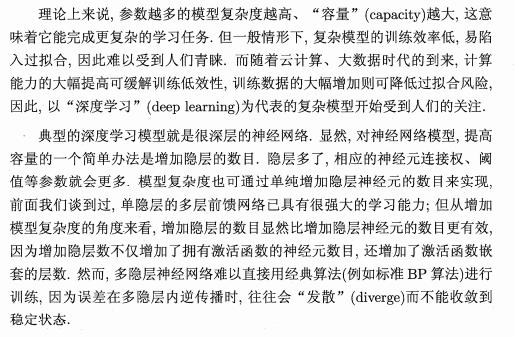 理论上来说, 参数越多的模型复杂度越高、“容量”(capacity)越大, 这意
味着它能完成更复杂的学习任务. 但一般情形下, 复杂模型的训练效率低, 易陷
入过拟合, 因此难以受到人们青睐. 而随着云计算、大数据时代的到来, 计算
能力的大幅提高可缓解训练低效性, 训练数据的大幅增加则可降低过拟合风险,
因此, 以“深度学习”(deep learning)为代表的复杂模型开始受到人们的关注.
典型的深度学习模型就是很深层的神经网络. 显然, 对神经网络模型, 提高
容量的一个简单办法是增加隐层的数目. 隐层多了, 相应的神经元连接权、阈
值等参数就会更多. 模型复杂度也可通过单纯增加隐层神经元的数目来实现,
前面我们谈到过, 单隐层的多层前馈网络已具有很强大的学习能力; 但从增加
模型复杂度的角度来看, 增加隐层的数目显然比增加隐层神经元的数目更有效,
因为增加隐层数不仅增加了拥有激活函数的神经元数目, 还增加了激活函数嵌
套的层数. 然而, 多隐层神经网络难以直接用经典算法(例如标准 BP 算法)进行
训练, 因为误差在多隐层内逆传播时, 往往会“发散”(diverge)而不能收敛到
稳定状态.